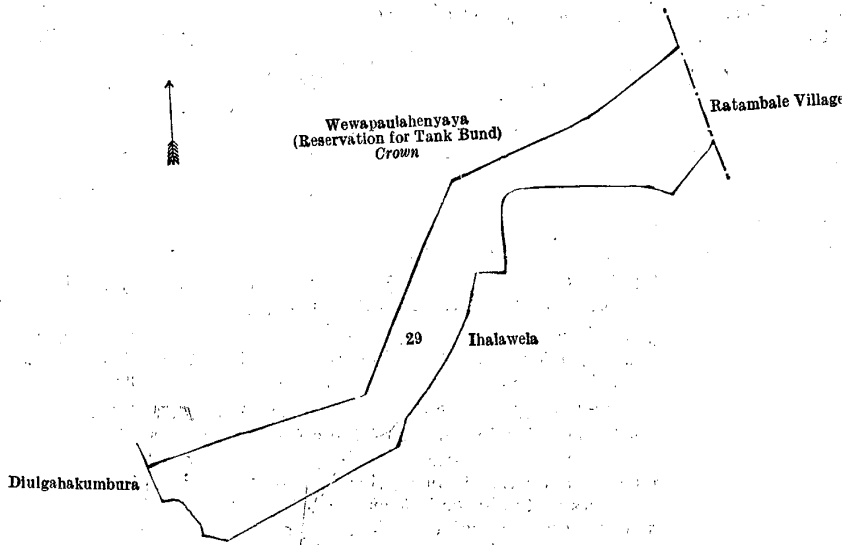 Wewapaulahenyaya
(Reservation for Tank Bund)
Crown
Ratambale Village
29
Ihalawela
Diulgahakumbura